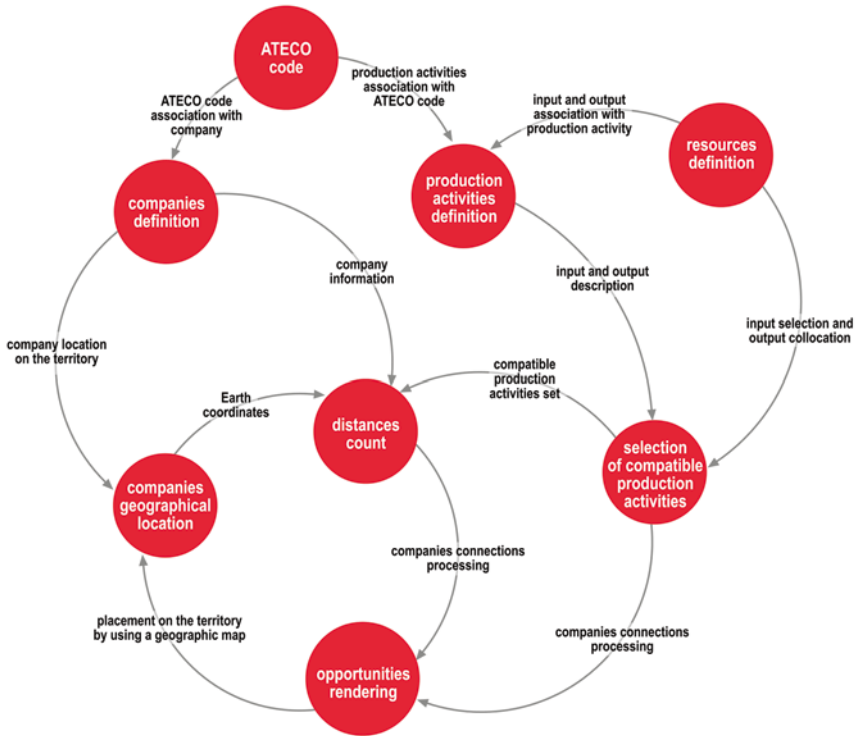 ATECO
code
production activities
association with
ATECO code
ATECO code
association with
company
input and output
association with
production activity
resources
definition
companies
definition
production
activities
definition
company
information
input and output
description
company location
on the territory
input selection and
output collocation
Earth
coordinates
compatible
production
activities set
distances
count
selection
of compatible
production
activities
companies
geographical
location
companies connections
processing
placement on the territory
by using a geographic map
companies connections
processing
opportunities
rendering